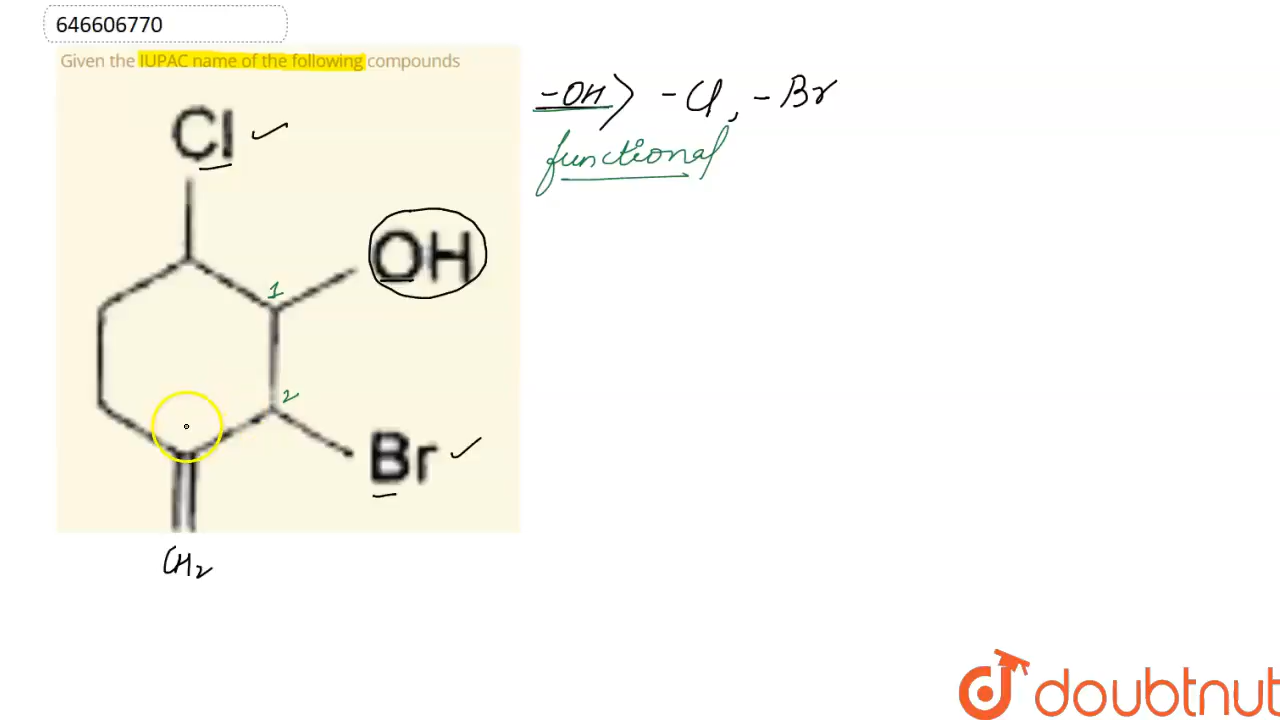 646606770
Given the IUPAC name of the following compounds
-OH > -Cl, -Br
functional
Cl
OH
1
2
Br
CH2
doubtnut